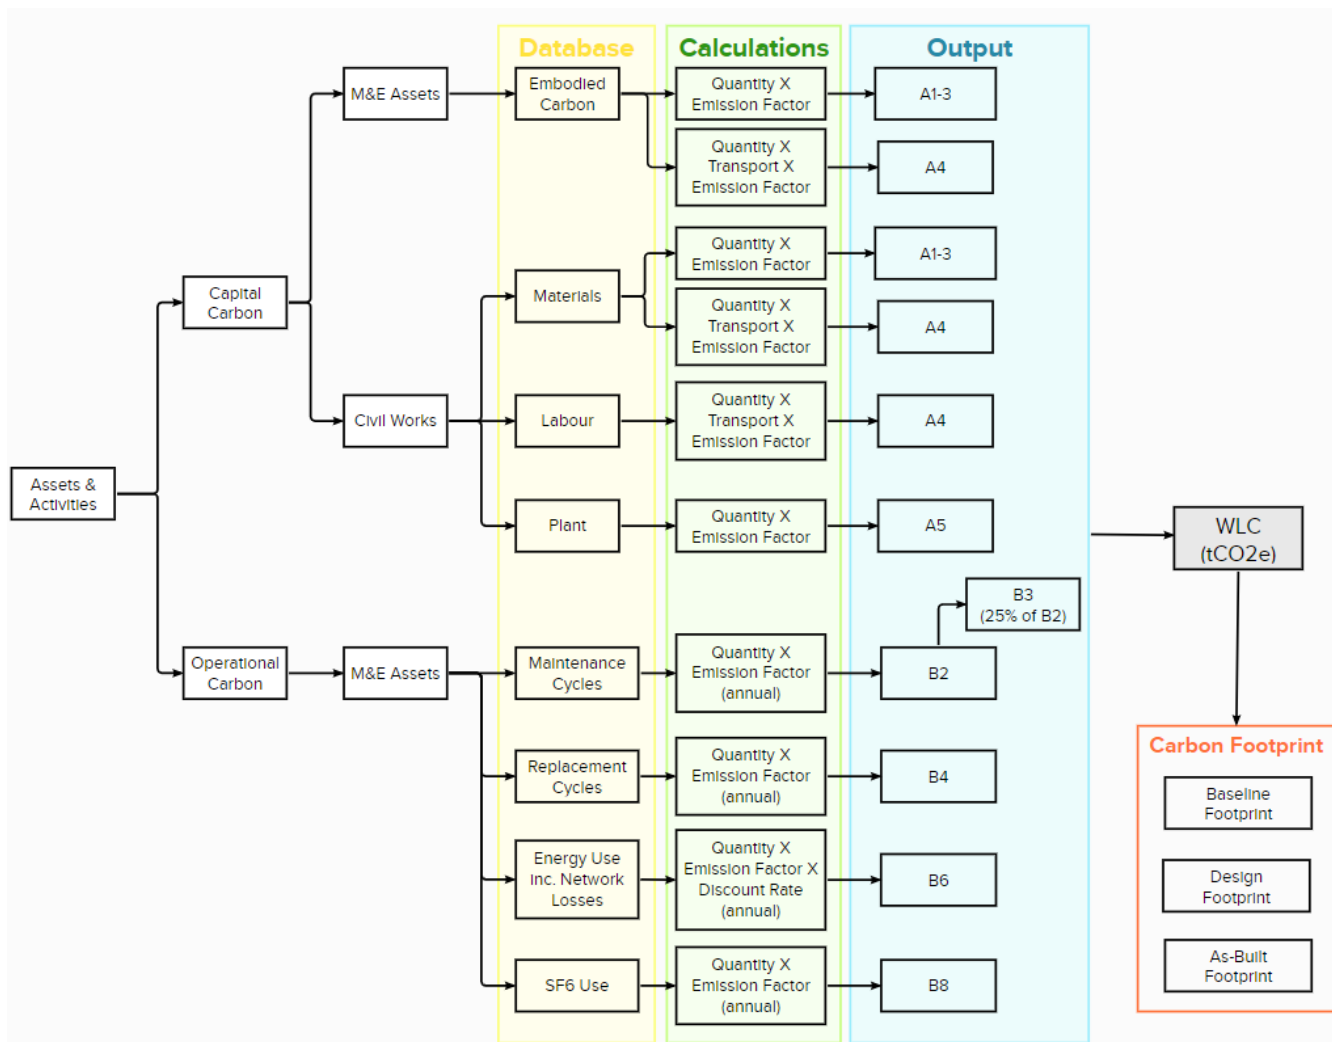 Database
Calculations
Output
M&E Assets
Embodied
Carbon
Quantity X
Emission Factor
A1-3
Quantity X
Transport X
Emission Factor
A4
Quantity X
Emission Factor
A1-3
Capital
Carbon
Materials
Quantity X
Transport X
Emission Factor
A4
Civil Works
Labour
Quantity X
Transport X
Emission Factor
A4
Assets &
Activities
Plant
Quantity X
Emission Factor
A5
WLC
(tCO2e)
B3
(25% of B2)
Operational
Carbon
M&E Assets
Maintenance
Cycles
Quantity X
Emission Factor
(annual)
B2
Replacement
Cycles
Quantity X
Emission Factor
(annual)
B4
Energy Use
inc. Network
Losses
Quantity X
Emission Factor X
Discount Rate
(annual)
B6
SF6 Use
Quantity X
Emission Factor
(annual)
B8
Carbon Footprint
Baseline
Footprint
Design
Footprint
As-Built
Footprint